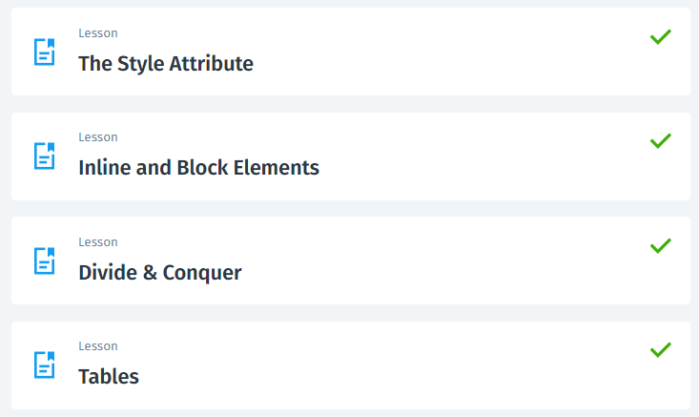 Lesson
The Style Attribute
Lesson
Inline and Block Elements
Lesson
Divide & Conquer
Lesson
Tables